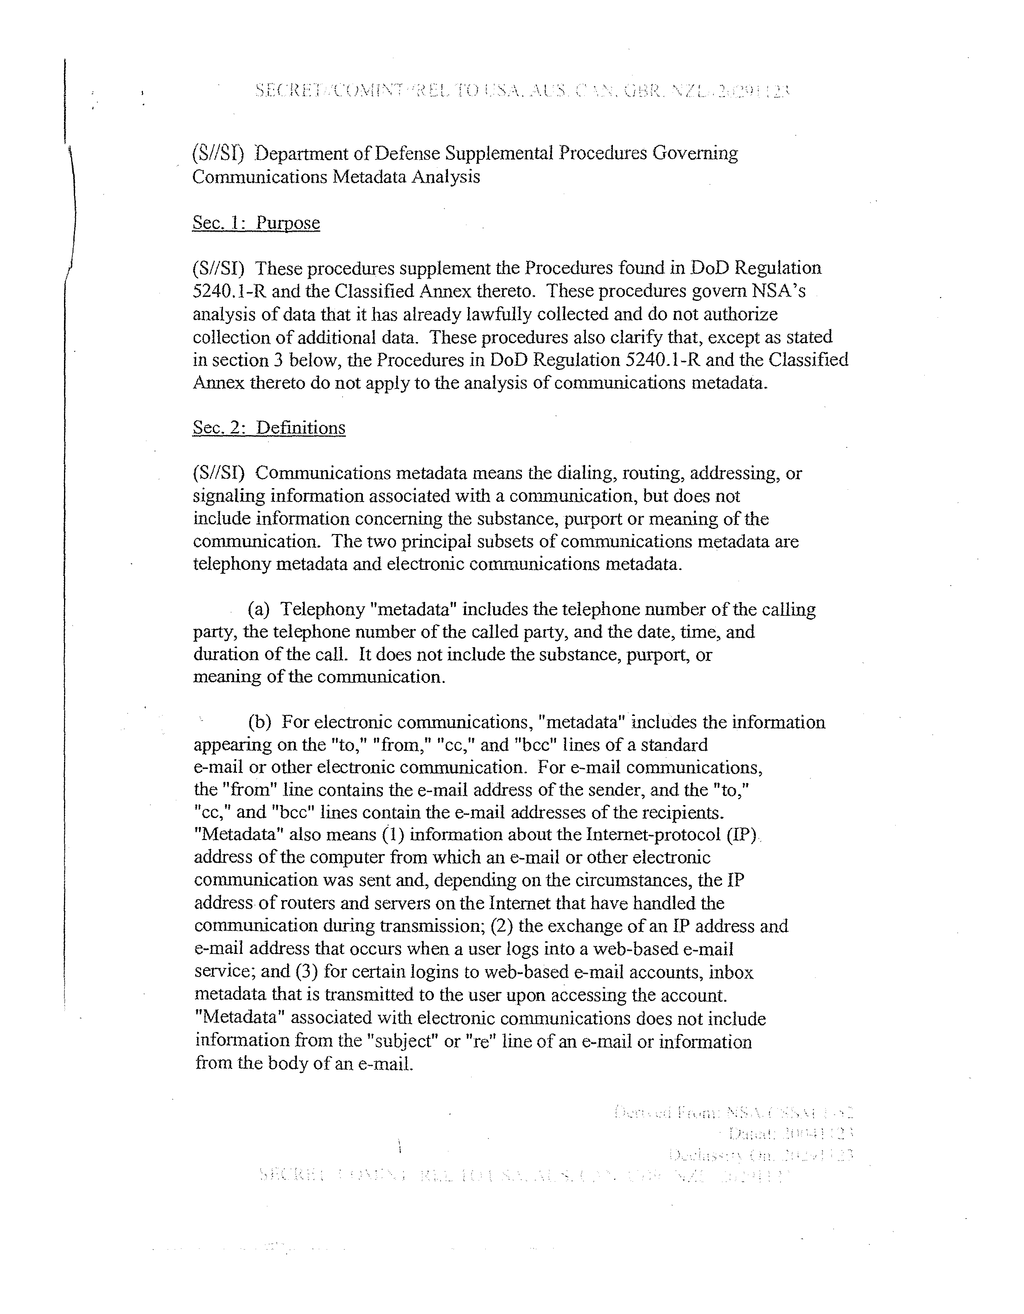 SECRET//COMINT//REL TO USA, AUS, CAN, GBR, NZL//20291123
(S//SI) Department of Defense Supplemental Procedures Governing
Communications Metadata Analysis
Sec. 1: Purpose
(S//SI) These procedures supplement the Procedures found in DoD Regulation
5240.1-R and the Classified Annex thereto. These procedures govern NSA's
analysis of data that it has already lawfully collected and do not authorize
collection of additional data. These procedures also clarify that, except as stated
in section 3 below, the Procedures in DoD Regulation 5240.1-R and the Classified
Annex thereto do not apply to the analysis of communications metadata.
Sec. 2: Definitions
(S//SI) Communications metadata means the dialing, routing, addressing, or
signaling information associated with a communication, but does not
include information concerning the substance, purport or meaning of the
communication. The two principal subsets of communications metadata are
telephony metadata and electronic communications metadata.
(a) Telephony "metadata" includes the telephone number of the calling
party, the telephone number of the called party, and the date, time, and
duration of the call. It does not include the substance, purport, or
meaning of the communication.
(b) For electronic communications, "metadata" includes the information
appearing on the "to," "from," "cc," and "bcc" lines of a standard
e-mail or other electronic communication. For e-mail communications,
the "from" line contains the e-mail address of the sender, and the "to,"
"cc," and "bcc" lines contain the e-mail addresses of the recipients.
"Metadata" also means (1) information about the Internet-protocol (IP)
address of the computer from which an e-mail or other electronic
communication was sent and, depending on the circumstances, the IP
address of routers and servers on the Internet that have handled the
communication during transmission; (2) the exchange of an IP address and
e-mail address that occurs when a user logs into a web-based e-mail
service; and (3) for certain logins to web-based e-mail accounts, inbox
metadata that is transmitted to the user upon accessing the account.
"Metadata" associated with electronic communications does not include
information from the "subject" or "re" line of an e-mail or information
from the body of an e-mail.
Derived From: NSA/CSSM 1-52
Dated: 20041123
Declassify On: 20291123
1
SECRET//COMINT//REL TO USA, AUS, CAN, GBR, NZL//20291123